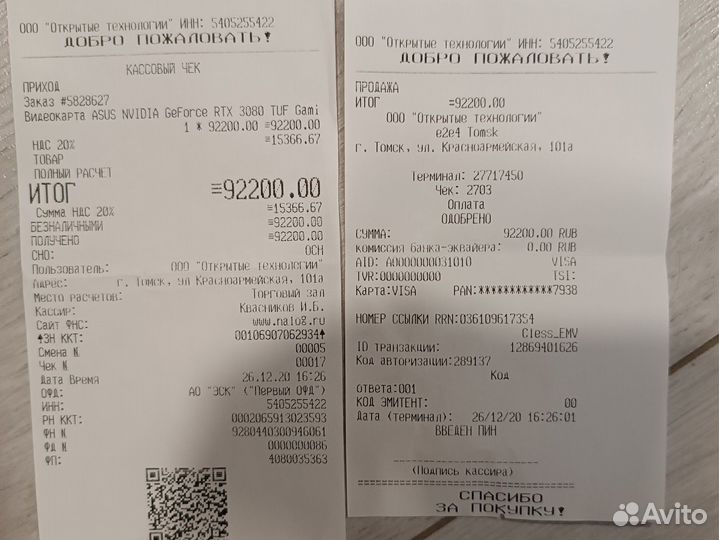 ООО "Открытые технологии" ИНН: 5405255422
ДОБРО ПОЖАЛОВАТЬ!
КАССОВЫЙ ЧЕК
ПРИХОД
Заказ #5828627
Видеокарта ASUS NVIDIA GeForce RTX 3080 TUF Gami
1 * 92200.00 =92200.00
НДС 20% =15366.67
ТОВАР
ПОЛНЫЙ РАСЧЕТ
ИТОГ =92200.00
Сумма НДС 20% =15366.67
БЕЗНАЛИЧНЫМИ =92200.00
ПОЛУЧЕНО =92200.00
СНО: ОСН
Пользователь: ООО "Открытые технологии"
Адрес: г. Томск, ул Красноармейская, 101а
Место расчетов: Торговый зал
Кассир: Квасников И.Б.
Сайт ФНС: www.nalog.ru
ЗН ККТ: 00106907062934
Смена N 00005
Чек N 00017
Дата Время 26.12.20 16:26
ОФД: АО "ЭСК" ("Первый ОФД")
ИНН: 5405255422
РН ККТ: 0002065913023593
ФН N 9280440300946061
ФД N 0000000086
ФП: 4080035363
ООО "Открытые технологии" ИНН: 5405255422
ДОБРО ПОЖАЛОВАТЬ!
ПРОДАЖА
ИТОГ =92200.00
ООО "Открытые технологии"
e2e4 Tomsk
г. Томск, ул. Красноармейская, 101а
Терминал: 27717450
Чек: 2703
Оплата
ОДОБРЕНО
СУММА: 92200.00 RUB
комиссия банка-эквайера: 0.00 RUB
AID: A0000000031010 VISA
TVR:0000000000 TSI:
Карта:VISA PAN:************7938
НОМЕР ССЫЛКИ RRN:036109617354
Cless_EMV
ID транзакции: 12869401626
Код авторизации:289137
Код
ответа:001
КОД ЭМИТЕНТ: 00
Дата (терминал): 26/12/20 16:26:01
ВВЕДЕН ПИН
(Подпись кассира)
СПАСИБО
ЗА ПОКУПКУ!
Avito